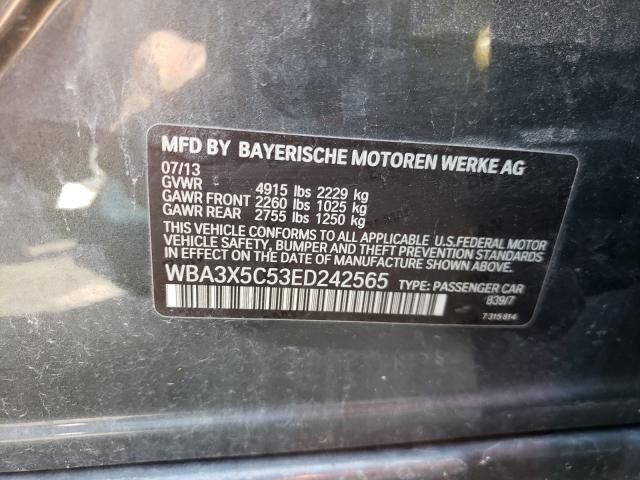 MFD BY BAYERISCHE MOTOREN WERKE AG
07/13
GVWR 4915 lbs 2229 kg
GAWR FRONT 2260 lbs 1025 kg
GAWR REAR 2755 lbs 1250 kg
THIS VEHICLE CONFORMS TO ALL APPLICABLE U.S.FEDERAL MOTOR
VEHICLE SAFETY, BUMPER AND THEFT PREVENTION STANDARDS
IN EFFECT ON THE DATE OF MANUFACTURE SHOWN ABOVE.
WBA3X5C53ED242565 TYPE: PASSENGER CAR
839/7
7 315 814